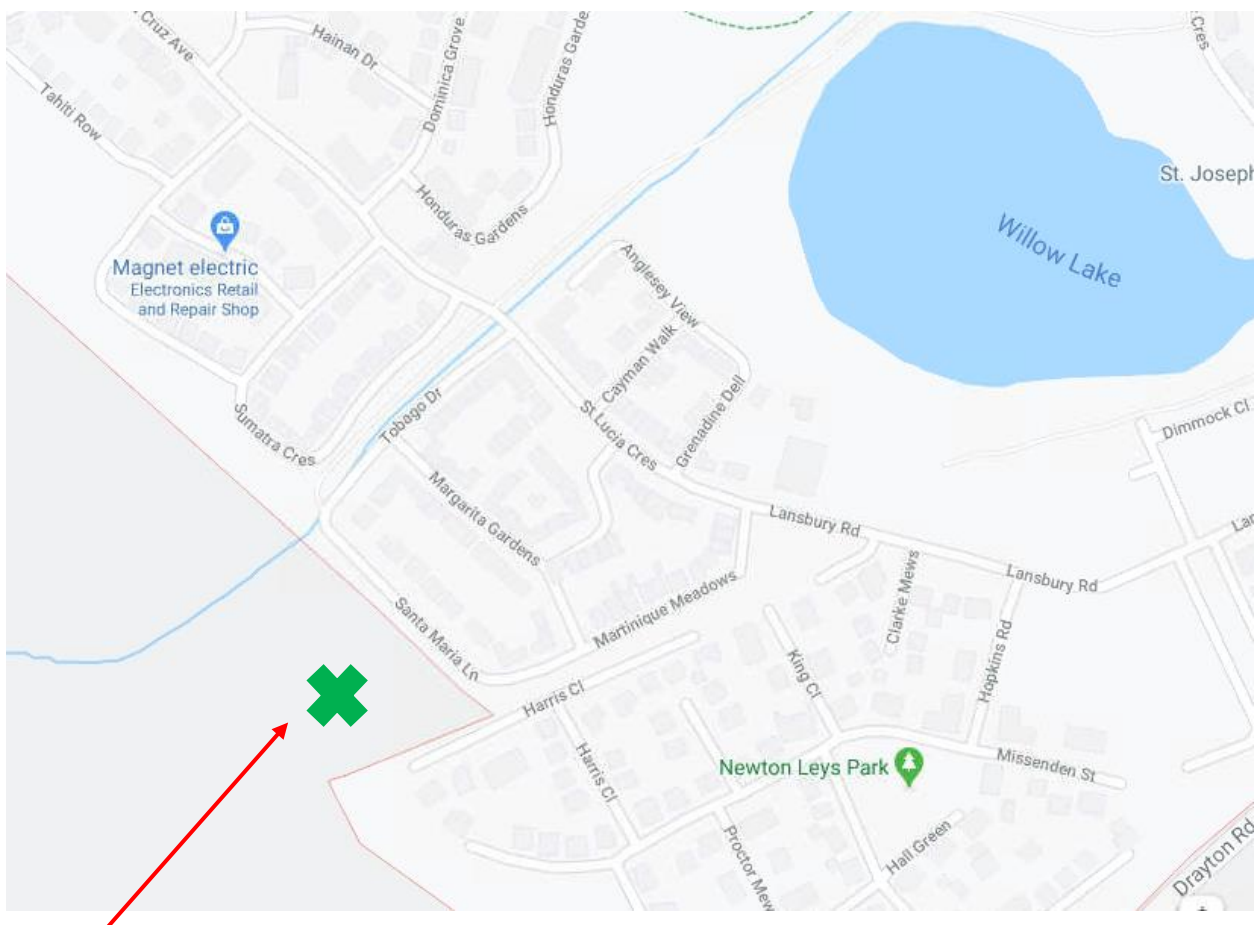 Cruz Ave
Hainan Dr
Dominica Grove
Honduras Garde
Cres
Tahiti Row
St. Joseph
Honduras Gardens
Willow Lake
Magnet electric
Electronics Retail
and Repair Shop
Anglesey View
Cayman Walk
Grenadine Dell
Tobago Dr
St Lucia Cres
Sumatra Cres
Dimmock Cl
Margarita Gardens
Lansbury Rd
Lan
Lansbury Rd
Clarke Mews
Martinique Meadows
Santa Maria Ln
Hopkins Rd
King Cl
Harris Cl
Harris Cl
Newton Leys Park
Missenden St
Hall Green
Proctor Mew
Drayton Rd